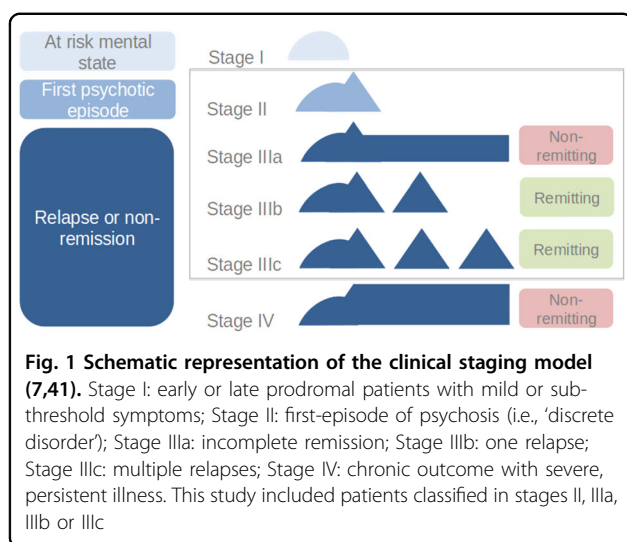 At risk mental
state
Stage I
First psychotic
episode
Stage II
Relapse or non-
remission
Stage IIIa
Non-
remitting
Stage IIIb
Remitting
Stage IIIc
Remitting
Stage IV
Non-
remitting
Fig. 1 Schematic representation of the clinical staging model
(7,41). Stage I: early or late prodromal patients with mild or sub-
threshold symptoms; Stage II: first-episode of psychosis (i.e., ‘discrete
disorder’); Stage IIIa: incomplete remission; Stage IIIb: one relapse;
Stage IIIc: multiple relapses; Stage IV: chronic outcome with severe,
persistent illness. This study included patients classified in stages II, IIIa,
IIIb or IIIc